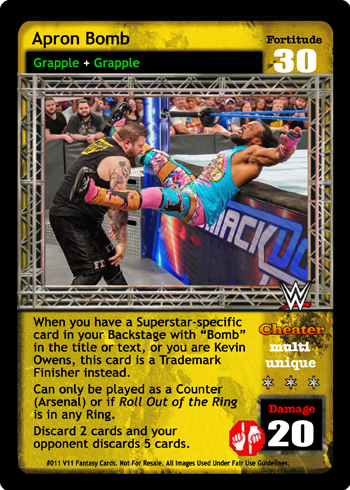 Apron Bomb
Fortitude
Grapple + Grapple
30
SMACKDO
W
When you have a Superstar-specific
card in your Backstage with “Bomb”
in the title or text, or you are Kevin
Owens, this card is a Trademark
Finisher instead.
Can only be played as a Counter
(Arsenal) or if Roll Out of the Ring
is in any Ring.
Discard 2 cards and your
opponent discards 5 cards.
Cheater
multi
unique
Damage
20
#011 V11 Fantasy Cards. Not For Resale. All Images Used Under Fair Use Guidelines.